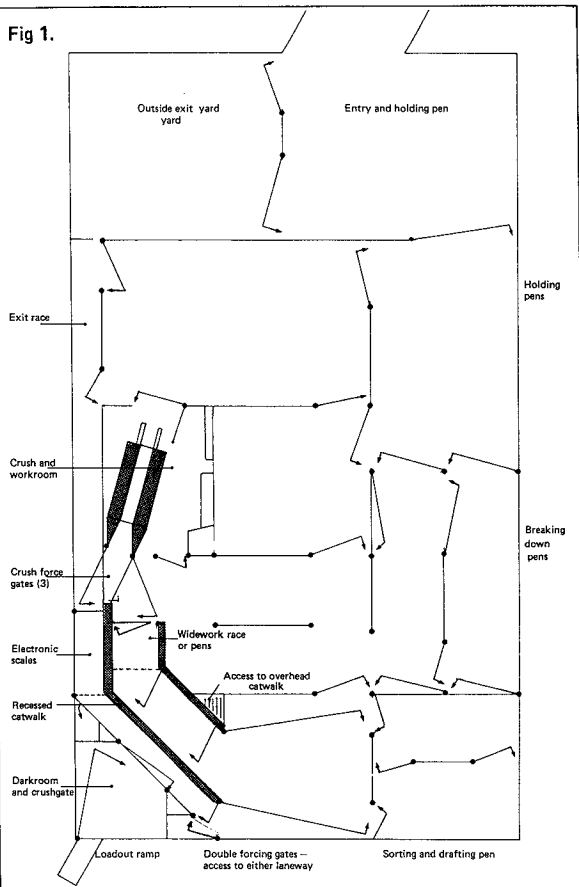 Fig 1.
Outside exit yard
yard
Entry and holding pen
Holding
pens
Exit race
Crush and
workroom
Breaking
down
pens
Crush force
gates (3)
Widework race
or pens
Electronic
scales
Access to overhead
catwalk
Recessed
catwalk
Darkroom
and crushgate
Loadout ramp
Double forcing gates –
access to either laneway
Sorting and drafting pen